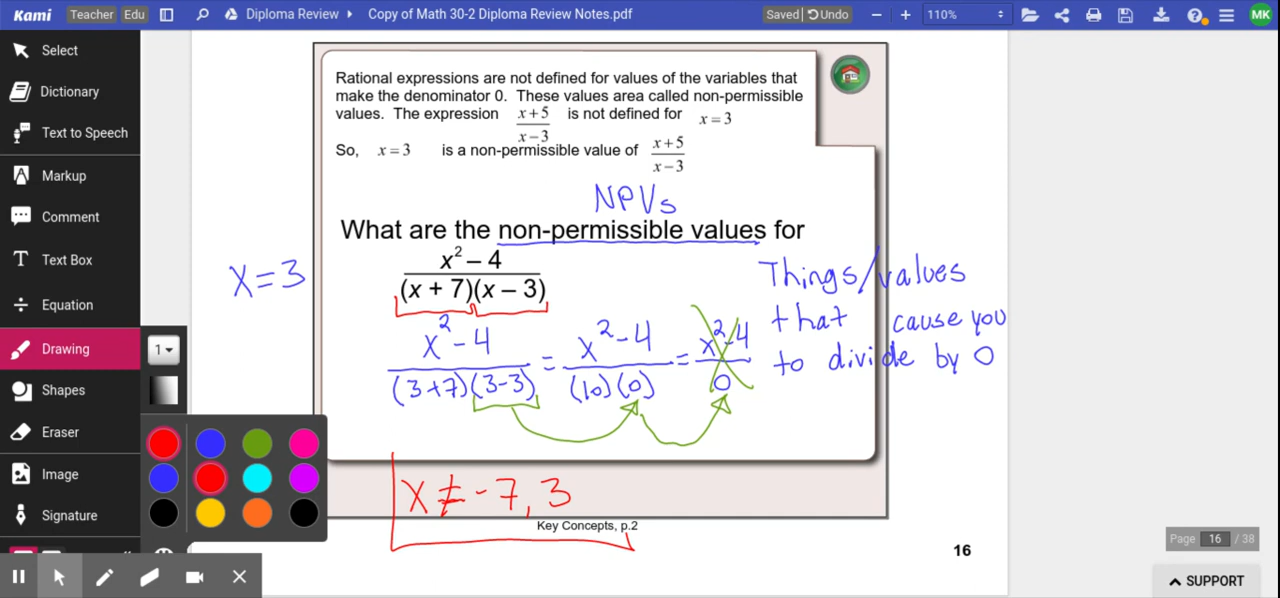 Kami Teacher Edu Diploma Review Copy of Math 30-2 Diploma Review Notes.pdf Saved Undo 110% MK
Select
Dictionary
Text to Speech
Markup
Comment
Text Box
Equation
Drawing
1
Shapes
Eraser
Image
Signature
Rational expressions are not defined for values of the variables that
make the denominator 0. These values area called non-permissible
values. The expression (x+5)/(x−3) is not defined for x=3
So, x=3 is a non-permissible value of (x+5)/(x−3)
NPVs
What are the non-permissible values for
x² − 4
(x + 7)(x − 3)
X=3
Things/values
that cause you
to divide by 0
x²-4 / (3+7)(3-3) = x²-4 / (10)(0) = x²-4 / 0
x ≠ -7, 3
Key Concepts, p.2
16
Page 16 / 38
SUPPORT